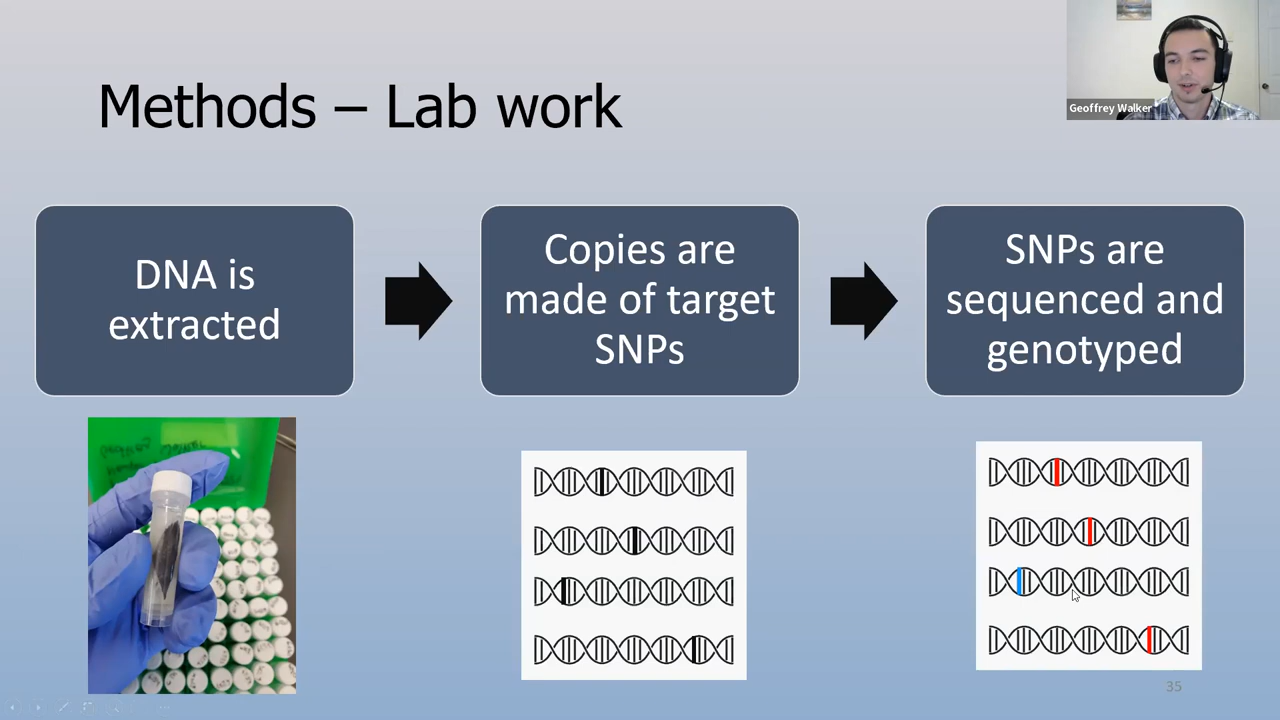 Methods – Lab work
Geoffrey Walker
DNA is
extracted
Copies are
made of target
SNPs
SNPs are
sequenced and
genotyped
35